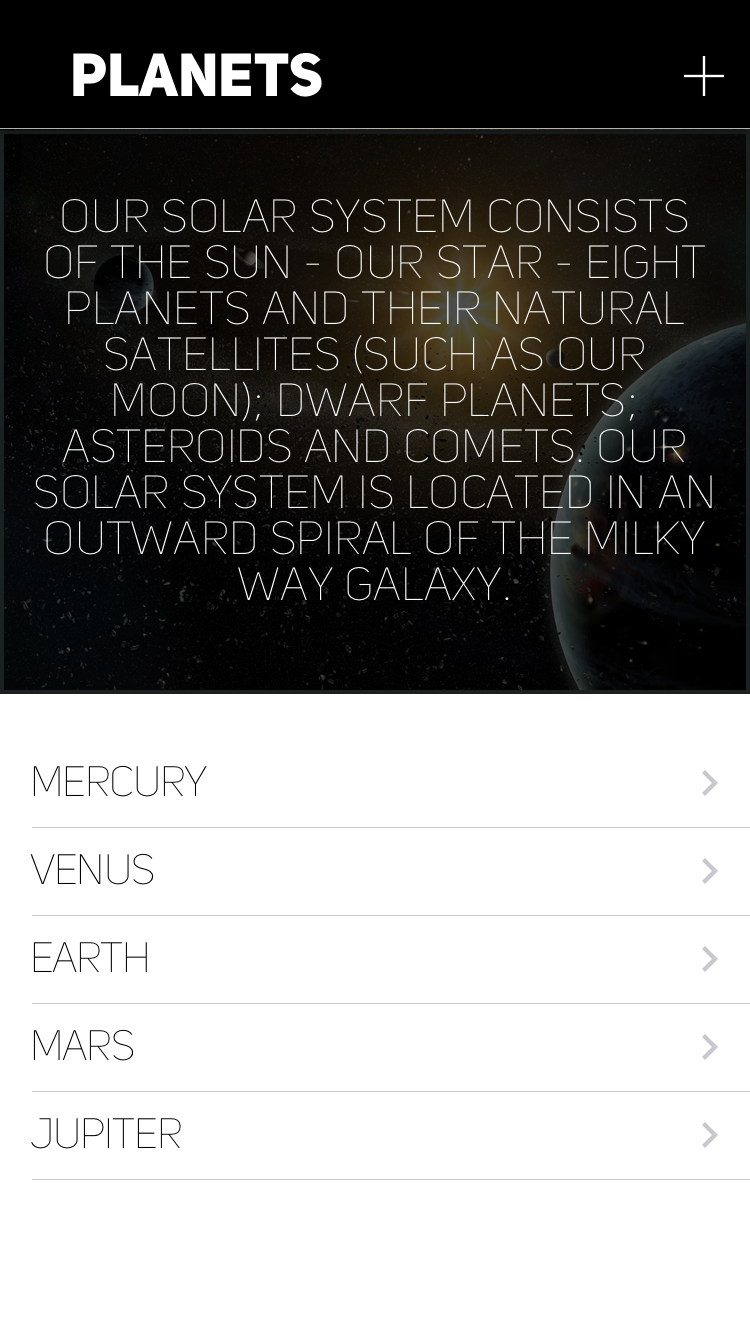 PLANETS
OUR SOLAR SYSTEM CONSISTS
OF THE SUN - OUR STAR - EIGHT
PLANETS AND THEIR NATURAL
SATELLITES (SUCH AS OUR
MOON); DWARF PLANETS;
ASTEROIDS AND COMETS. OUR
SOLAR SYSTEM IS LOCATED IN AN
OUTWARD SPIRAL OF THE MILKY
WAY GALAXY.
MERCURY
VENUS
EARTH
MARS
JUPITER